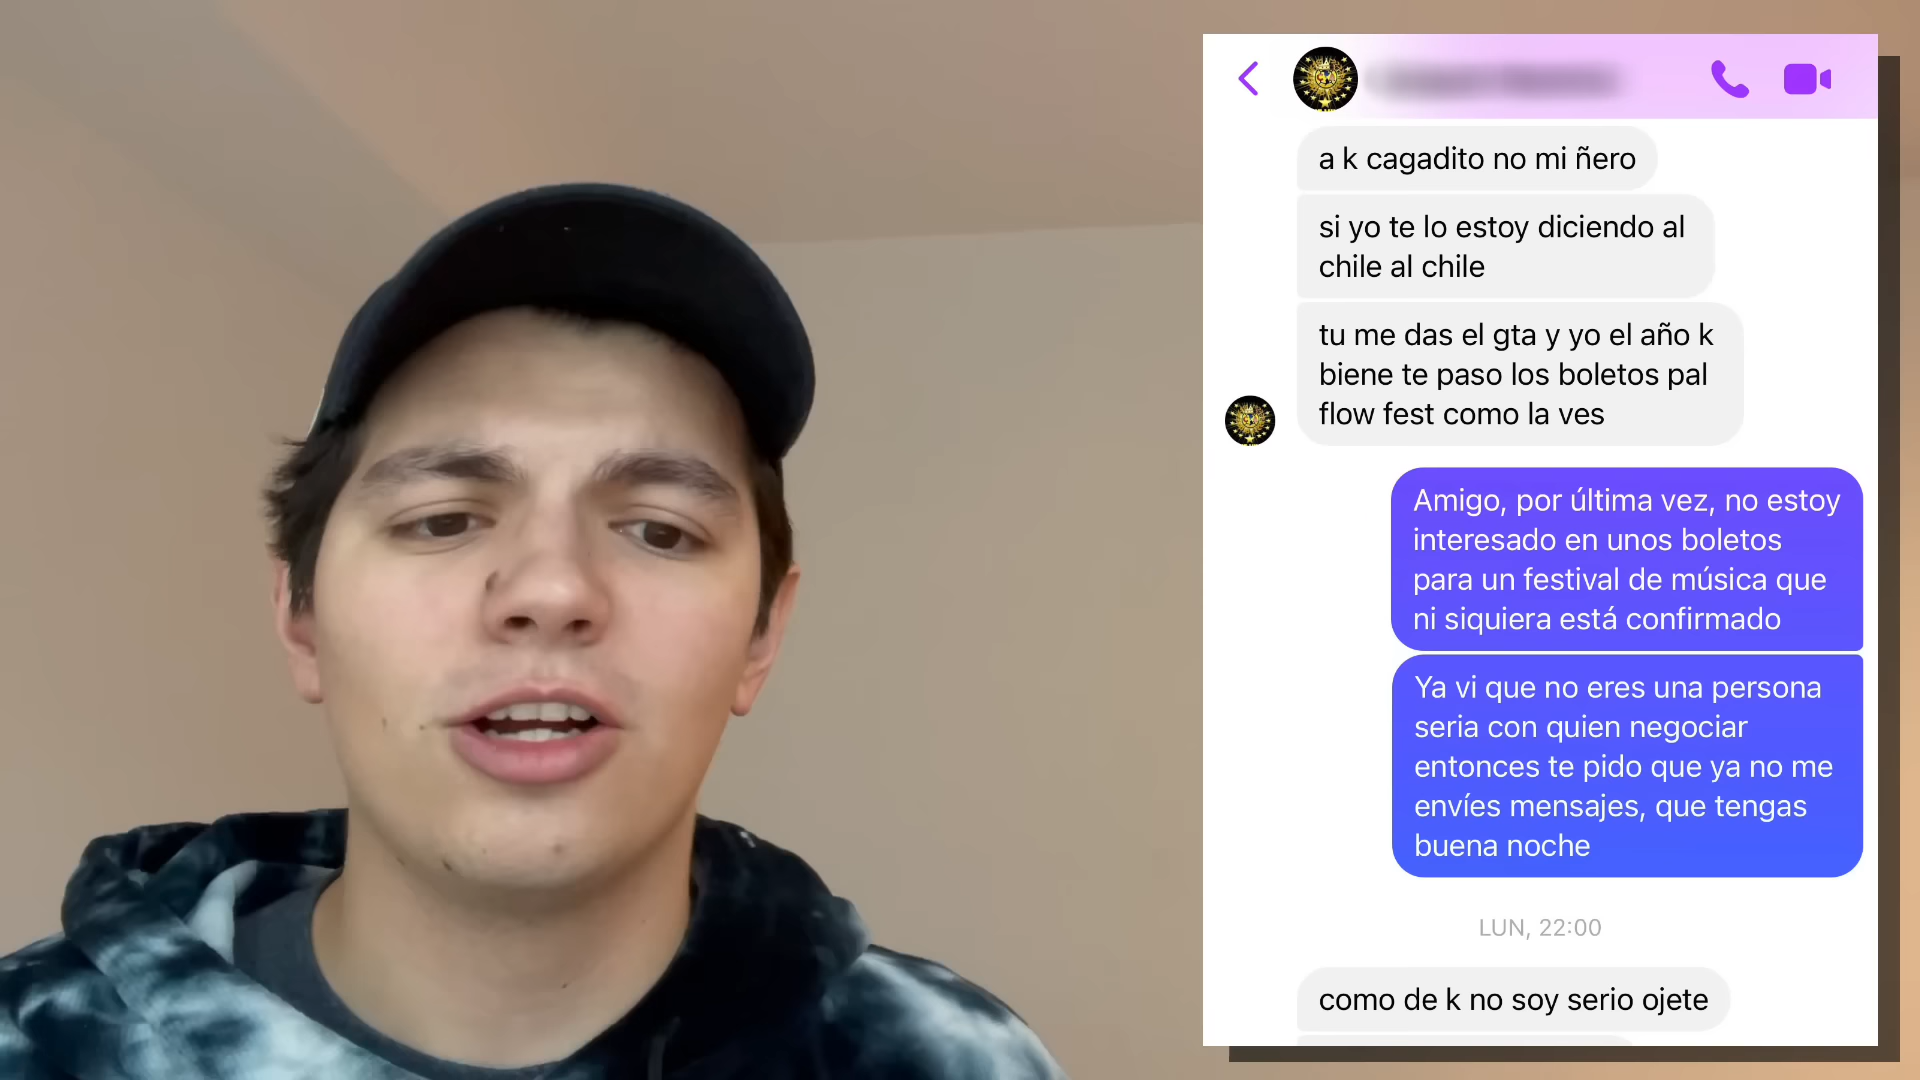 a k cagadito no mi ñero
si yo te lo estoy diciendo al
chile al chile
tu me das el gta y yo el año k
biene te paso los boletos pal
flow fest como la ves
Amigo, por última vez, no estoy
interesado en unos boletos
para un festival de música que
ni siquiera está confirmado
Ya vi que no eres una persona
seria con quien negociar
entonces te pido que ya no me
envíes mensajes, que tengas
buena noche
LUN, 22:00
como de k no soy serio ojete